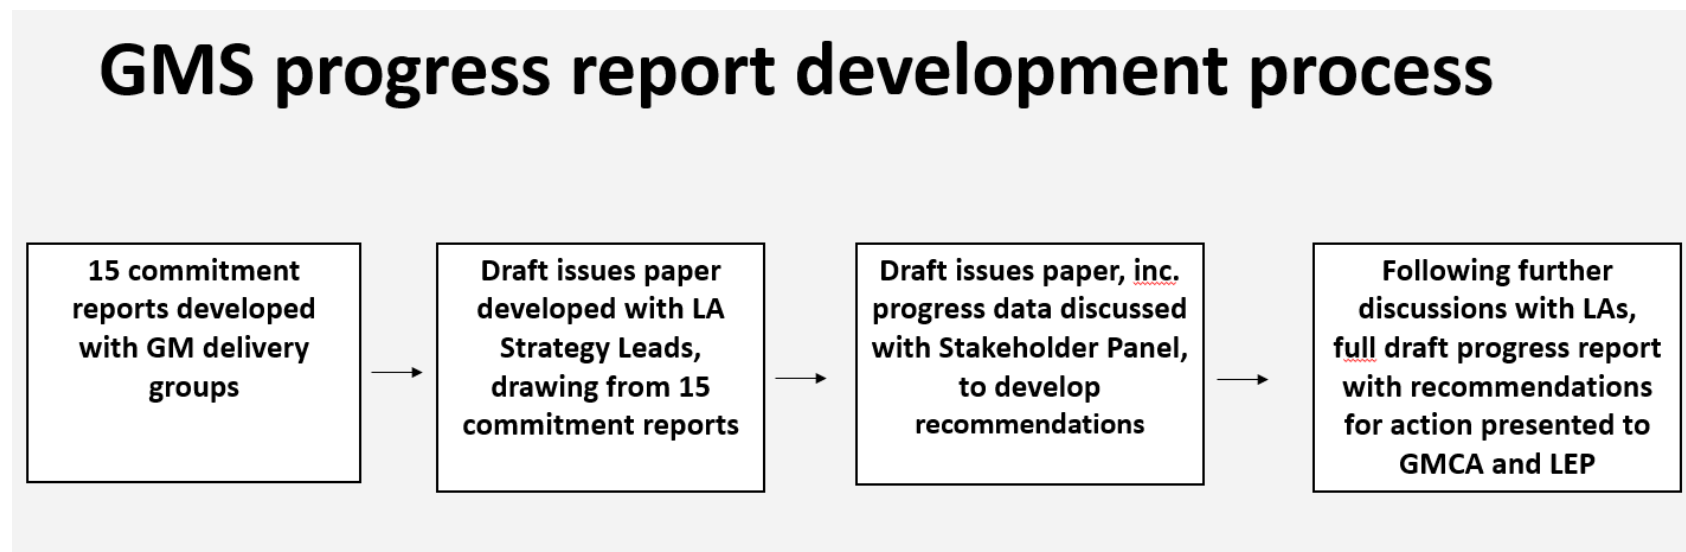 GMS progress report development process
15 commitment
reports developed
with GM delivery
groups
Draft issues paper
developed with LA
Strategy Leads,
drawing from 15
commitment reports
Draft issues paper, inc.
progress data discussed
with Stakeholder Panel,
to develop
recommendations
Following further
discussions with LAs,
full draft progress report
with recommendations
for action presented to
GMCA and LEP